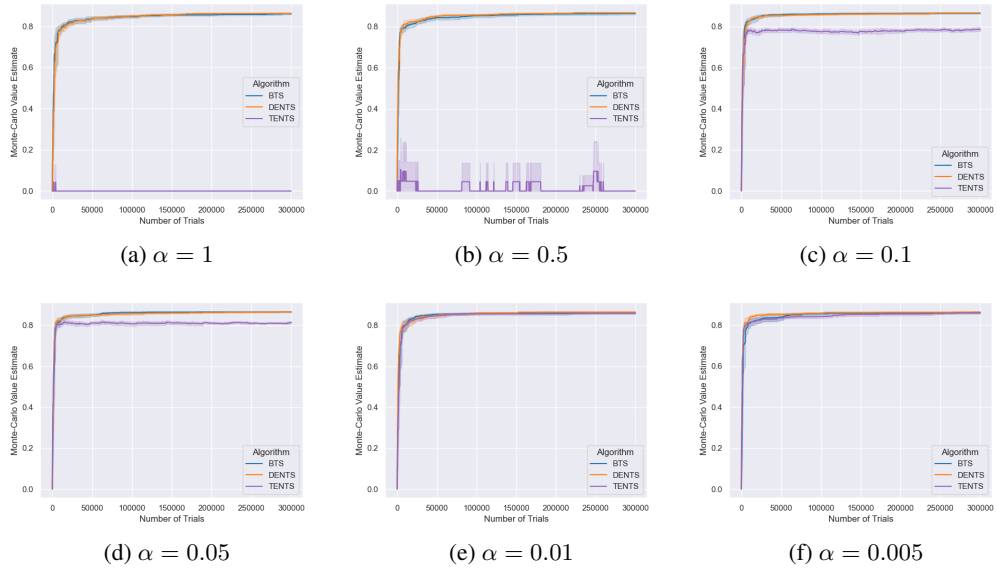 Monte-Carlo Value Estimate
0.8
0.6
0.4
0.2
0.0
Algorithm
BTS
DENTS
TENTS
0 50000 100000 150000 200000 250000 300000
Number of Trials
(a) α = 1
Monte-Carlo Value Estimate
0.8
0.6
0.4
0.2
0.0
Algorithm
BTS
DENTS
TENTS
0 50000 100000 150000 200000 250000 300000
Number of Trials
(b) α = 0.5
Monte-Carlo Value Estimate
0.8
0.6
0.4
0.2
0.0
Algorithm
BTS
DENTS
TENTS
0 50000 100000 150000 200000 250000 300000
Number of Trials
(c) α = 0.1
Monte-Carlo Value Estimate
0.8
0.6
0.4
0.2
0.0
Algorithm
BTS
DENTS
TENTS
0 50000 100000 150000 200000 250000 300000
Number of Trials
(d) α = 0.05
Monte-Carlo Value Estimate
0.8
0.6
0.4
0.2
0.0
Algorithm
BTS
DENTS
TENTS
0 50000 100000 150000 200000 250000 300000
Number of Trials
(e) α = 0.01
Monte-Carlo Value Estimate
0.8
0.6
0.4
0.2
0.0
Algorithm
BTS
DENTS
TENTS
0 50000 100000 150000 200000 250000 300000
Number of Trials
(f) α = 0.005